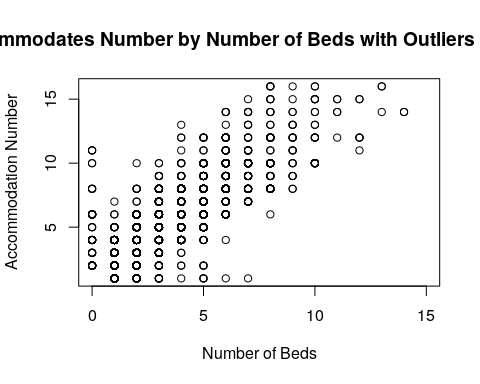 mmodates Number by Number of Beds with Outliers
15
10
5
Accommodation Number
0 5 10 15
Number of Beds